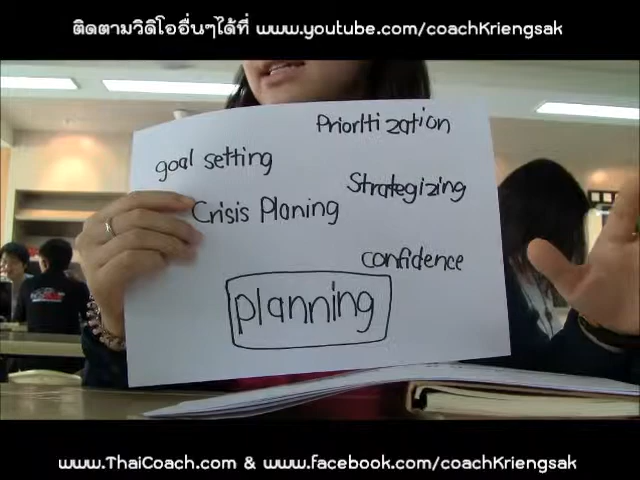 ติดตามวิดิโออื่นๆได้ที่ www.youtube.com/coachKriengsak
Prioritization
goal setting
Strategizing
Crisis Planing
confidence
planning
www.ThaiCoach.com & www.facebook.com/coachKriengsak